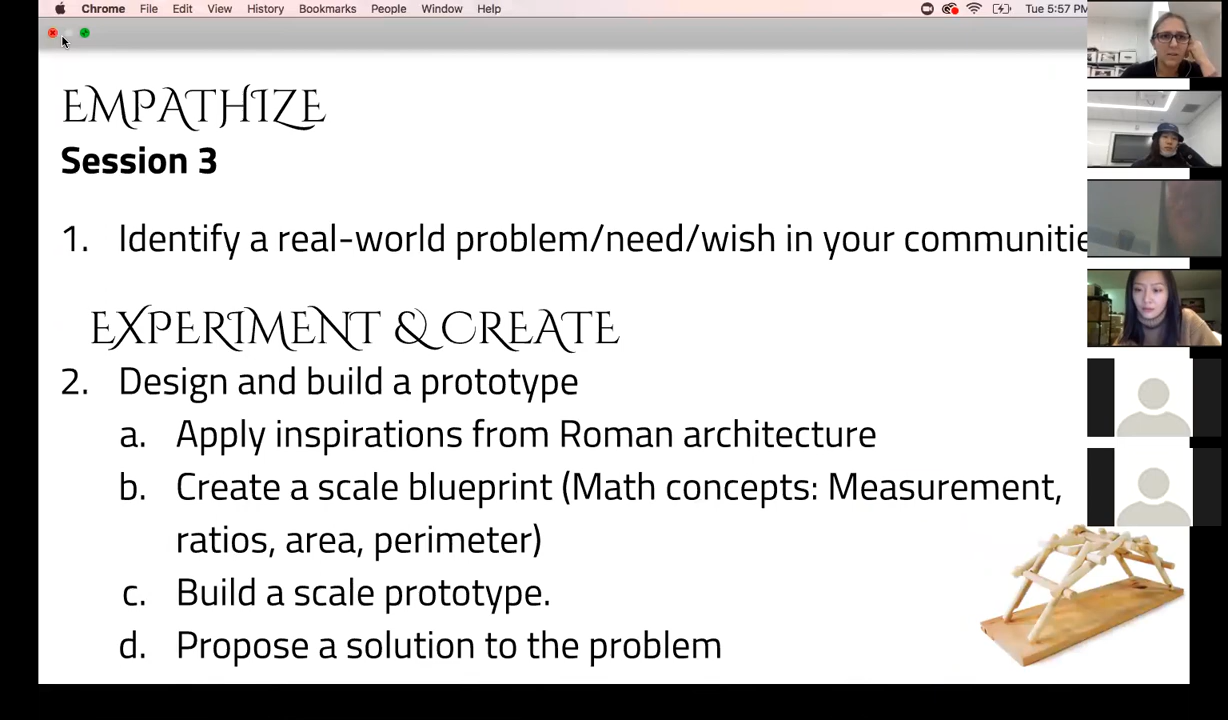 Chrome File Edit View History Bookmarks People Window Help Tue 5:57 PM
EMPATHIZE
Session 3
1. Identify a real-world problem/need/wish in your communitie
EXPERIMENT & CREATE
2. Design and build a prototype
a. Apply inspirations from Roman architecture
b. Create a scale blueprint (Math concepts: Measurement,
ratios, area, perimeter)
c. Build a scale prototype.
d. Propose a solution to the problem